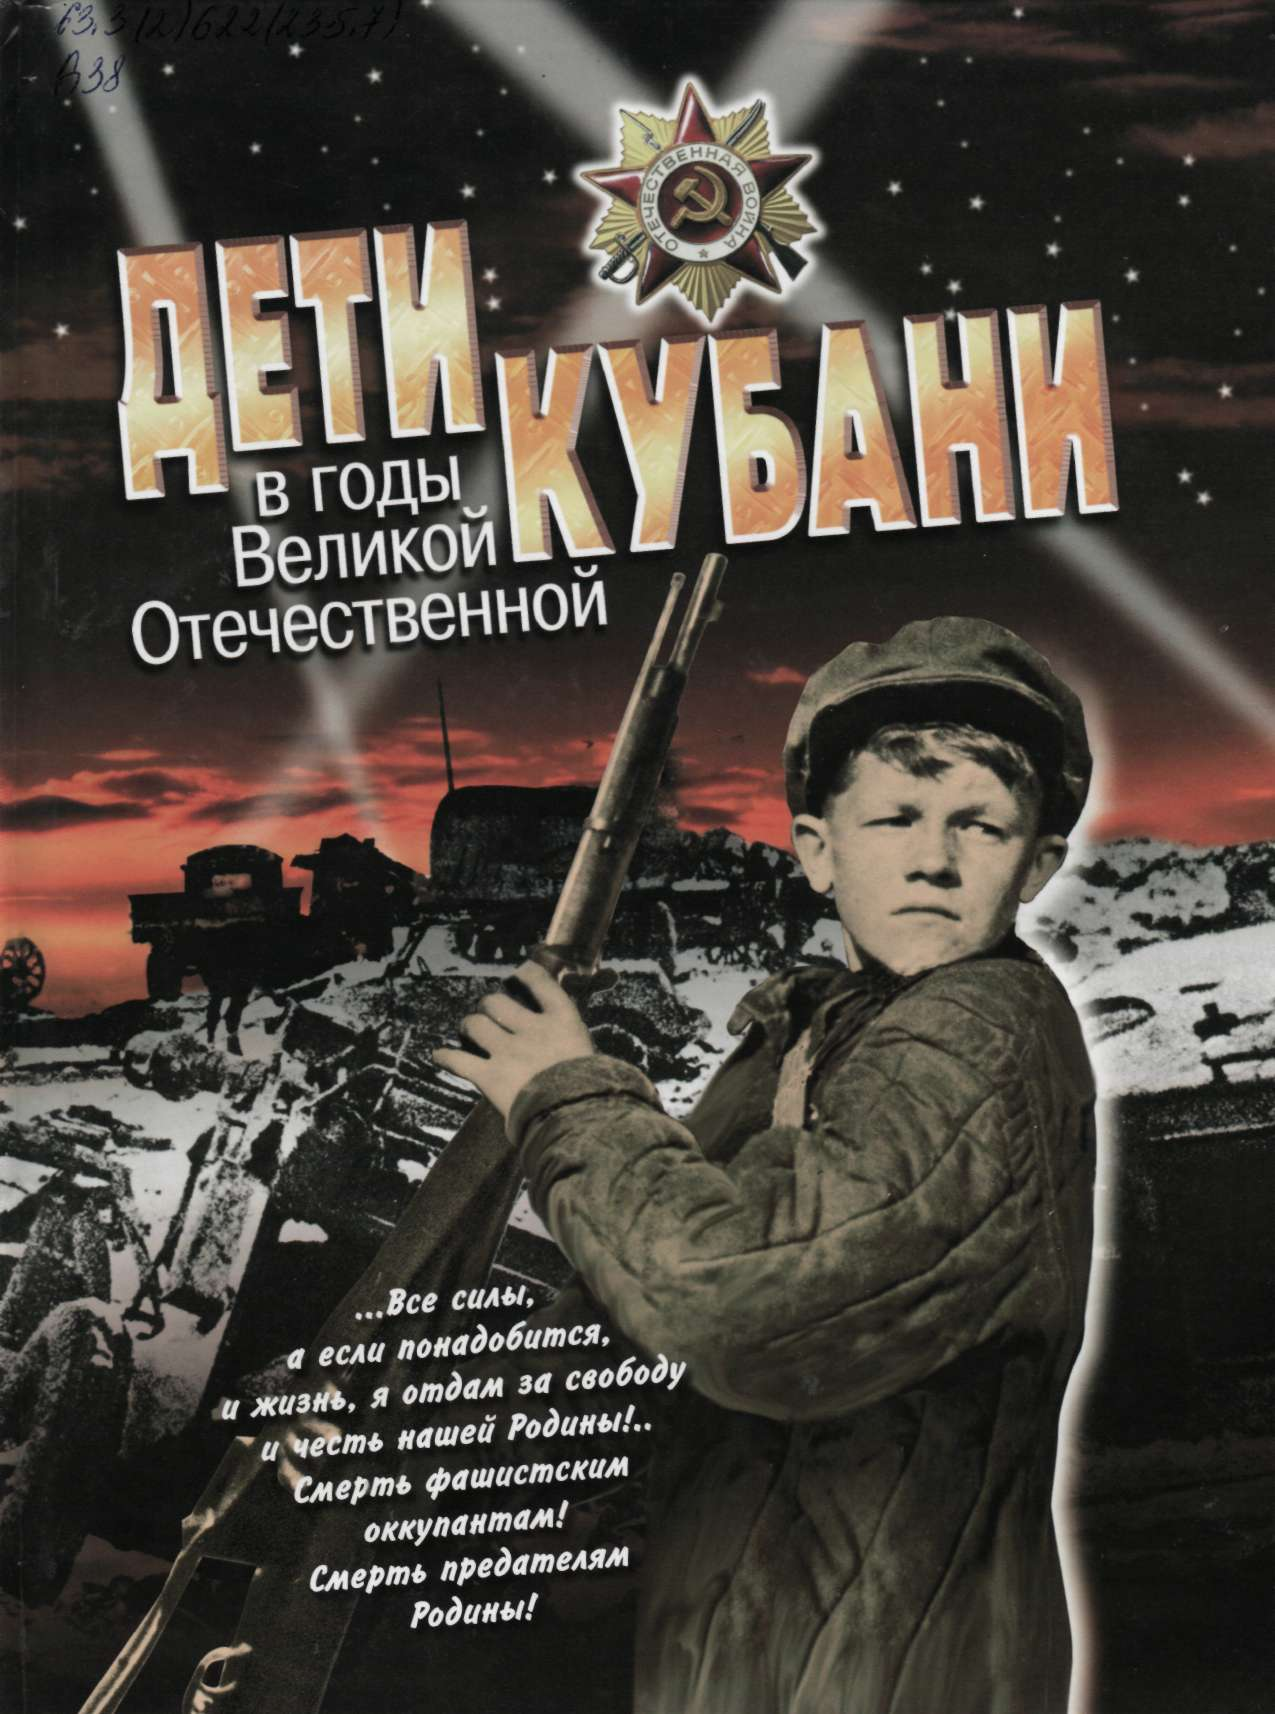 63.3(2)622(235.7)
Д38
ОТЕЧЕСТВЕННАЯ ВОЙНА
ДЕТИ
КУБАНИ
в годы
Великой
Отечественной
...Все силы,
а если понадобится,
и жизнь, я отдам за свободу
и честь нашей Родины!..
Смерть фашистским
оккупантам!
Смерть предателям
Родины!